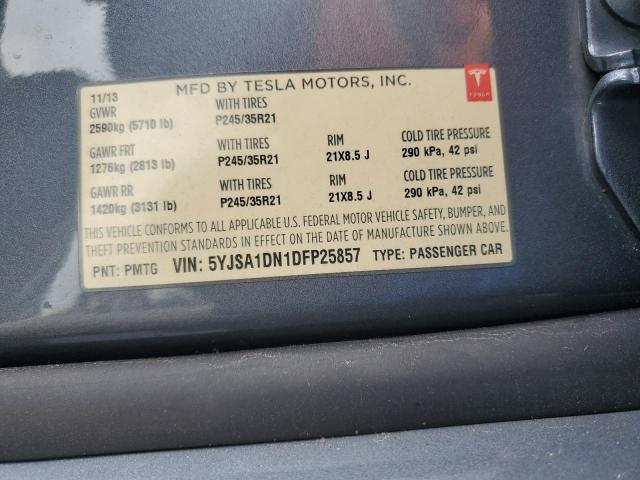 MFD BY TESLA MOTORS, INC.
TESLA
11/13
GVWR WITH TIRES
2590kg (5710 lb) P245/35R21
GAWR FRT WITH TIRES RIM COLD TIRE PRESSURE
1276kg (2813 lb) P245/35R21 21X8.5 J 290 kPa, 42 psi
GAWR RR WITH TIRES RIM COLD TIRE PRESSURE
1420kg (3131 lb) P245/35R21 21X8.5 J 290 kPa, 42 psi
THIS VEHICLE CONFORMS TO ALL APPLICABLE U.S. FEDERAL MOTOR VEHICLE SAFETY, BUMPER, AND
THEFT PREVENTION STANDARDS IN EFFECT ON THE DATE OF MANUFACTURE SHOWN ABOVE.
PNT: PMTG VIN: 5YJSA1DN1DFP25857 TYPE: PASSENGER CAR